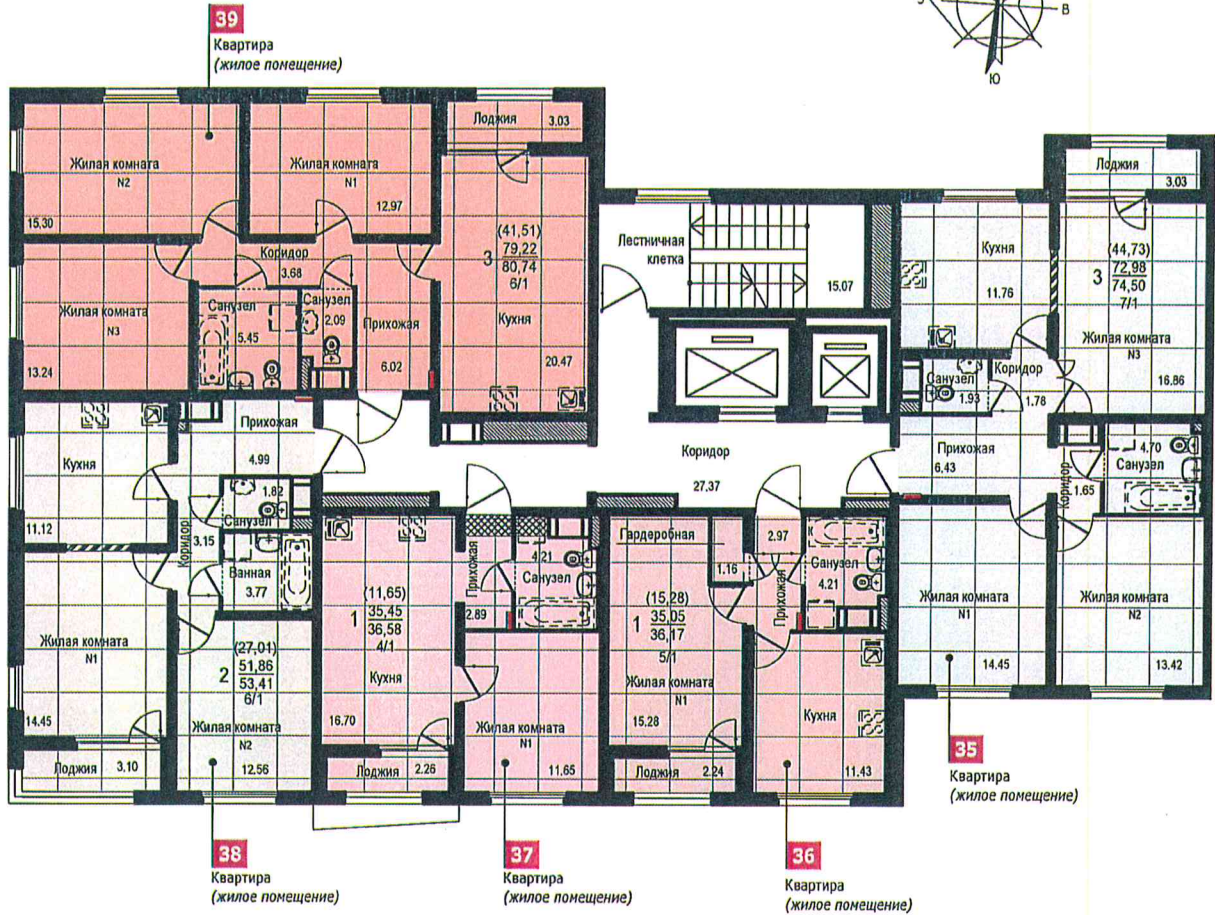 39
Квартира
(жилое помещение)
В
Ю
Жилая комната
N2
15.30
Жилая комната
N1
12.97
Лоджия 3.03
Коридор
3.68
Жилая комната
N3
13.24
Санузел
5.45
Санузел
2.09
Прихожая
6.02
3
(41,51)
79,22
80,74
6/1
Кухня
20.47
Лестничная
клетка
15.07
Кухня
11.76
Лоджия
3.03
3
(44,73)
72,98
74,50
7/1
Жилая комната
N3
16.86
Санузел
1.93
Коридор
1.78
Прихожая
6.43
Коридор
1.65
4.70
Санузел
Коридор
27.37
Кухня
11.12
Прихожая
4.99
1.82
Санузел
Коридор
3.15
Ванная
3.77
Жилая комната
N1
14.45
Лоджия 3.10
2
(27,01)
51,86
53,41
6/1
Жилая комната
N2
12.56
1
(11,65)
35,45
36,58
4/1
Кухня
16.70
Лоджия 2.26
Прихожая
2.89
4.21
Санузел
Жилая комната
N1
11.65
Гардеробная
1.16
1
(15,28)
35,05
36,17
5/1
Жилая комната
N1
15.28
Лоджия 2.24
2.97
Прихожая
Санузел
4.21
Кухня
11.43
Жилая комната
N1
14.45
Жилая комната
N2
13.42
35
Квартира
(жилое помещение)
38
Квартира
(жилое помещение)
37
Квартира
(жилое помещение)
36
Квартира
(жилое помещение)